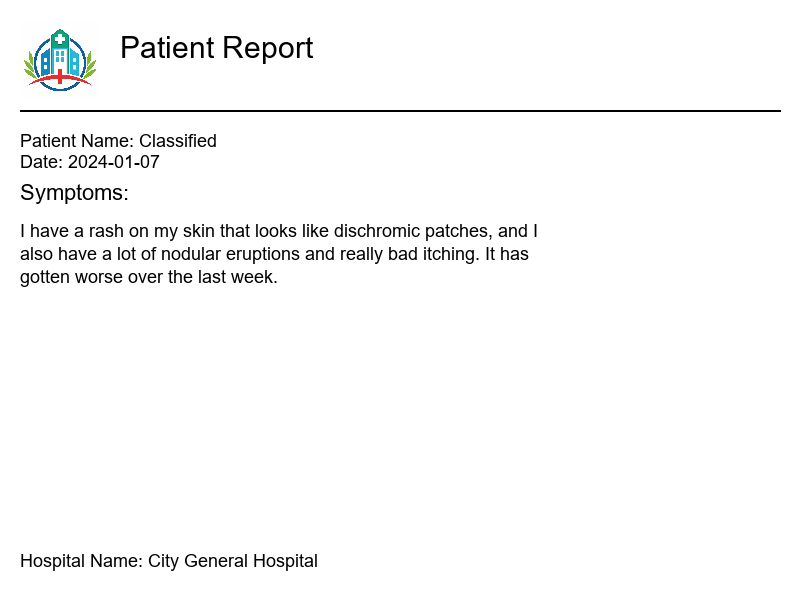 Patient Report
Patient Name: Classified
Date: 2024-01-07
Symptoms:
I have a rash on my skin that looks like dischromic patches, and I
also have a lot of nodular eruptions and really bad itching. It has
gotten worse over the last week.
Hospital Name: City General Hospital